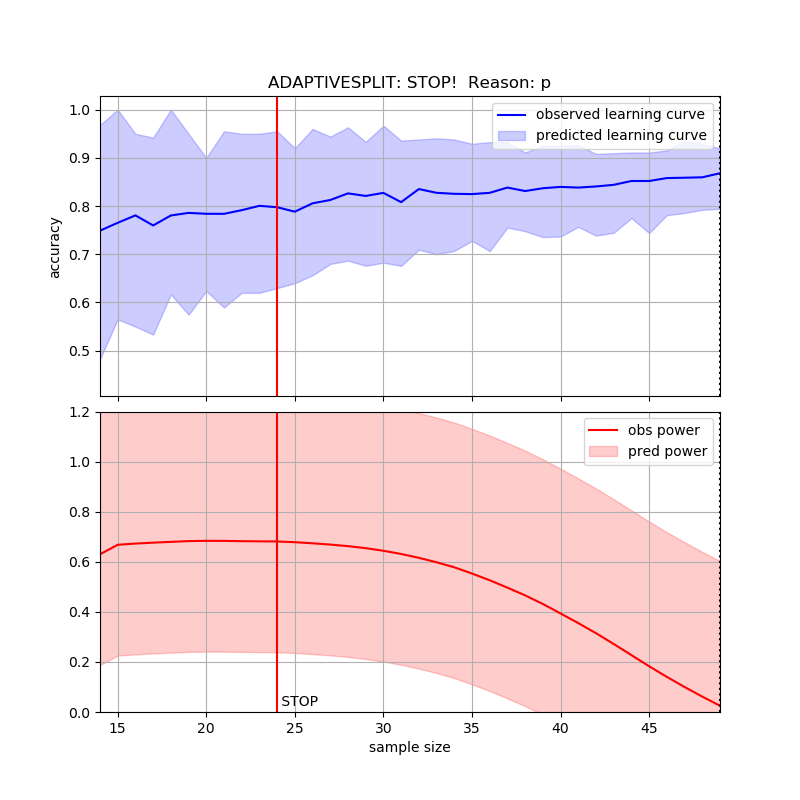 ADAPTIVESPLIT: STOP!  Reason: p
1.0
0.9
0.8
0.7
0.6
0.5
accuracy
observed learning curve
predicted learning curve
1.2
1.0
0.8
0.6
0.4
0.2
0.0
obs power
pred power
STOP
15 20 25 30 35 40 45
sample size